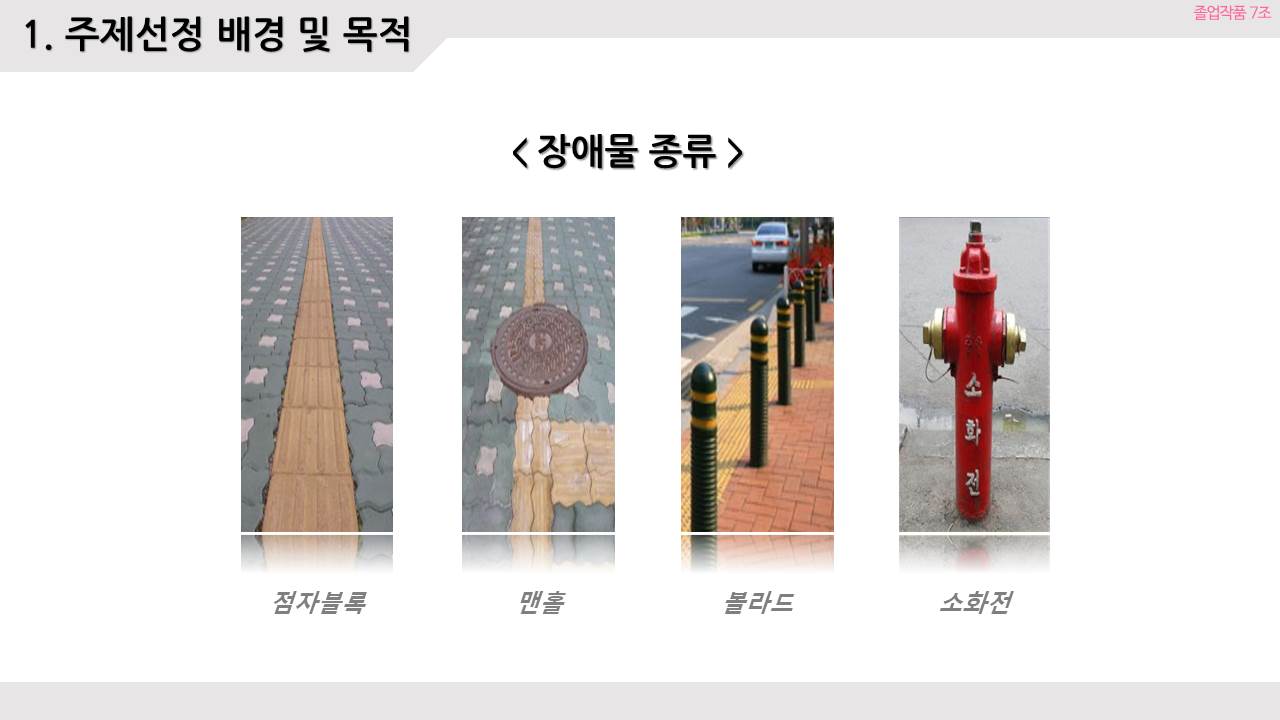 1. 주제선정 배경 및 목적
졸업작품 7조
< 장애물 종류 >
소
화
전
점자블록
맨홀
볼라드
소화전